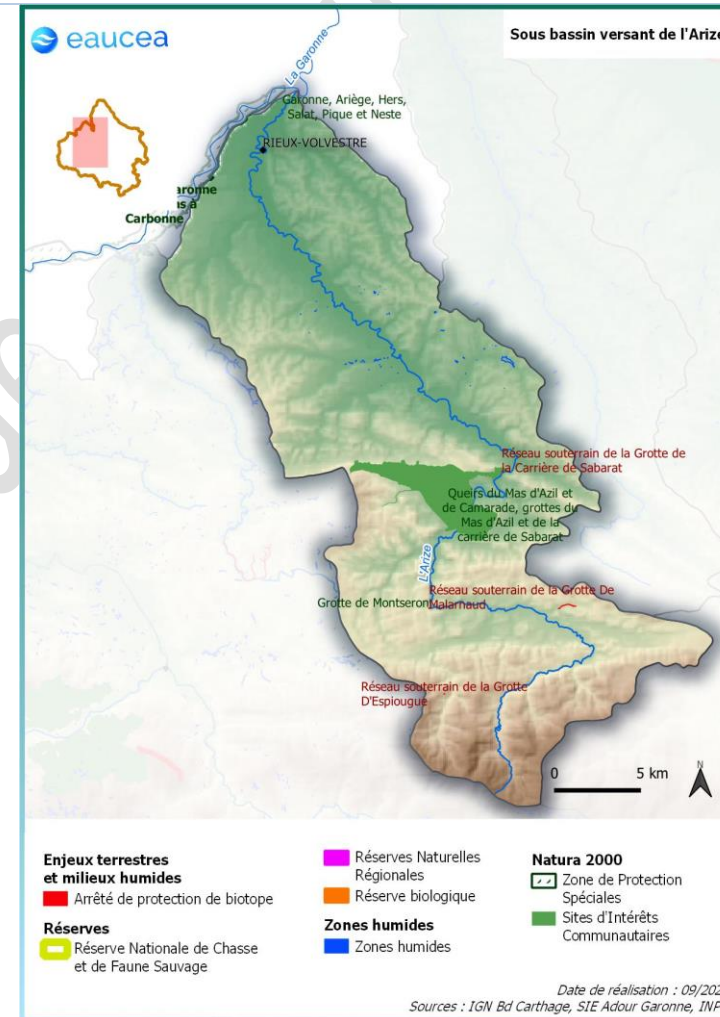 eaucea
Sous bassin versant de l'Arize
La Garonne
Garonne, Ariège, Hers,
Salat, Pique et Neste
RIEUX-VOLVESTRE
Carbonne
Réseau souterrain de la Grotte de
la Carrière de Sabarat
Queirs du Mas d'Azil et
de Camarade, grottes du
Mas d'Azil et de la
carrière de Sabarat
L'Arize
Réseau souterrain de la Grotte De
Malarnaud
Grotte de Montseron
Réseau souterrain de la Grotte
D'Espiougue
0 5 km
N
Enjeux terrestres
et milieux humides
Arrêté de protection de biotope
Réserves
Réserve Nationale de Chasse
et de Faune Sauvage
Réserves Naturelles
Régionales
Réserve biologique
Zones humides
Zones humides
Natura 2000
Zone de Protection
Spéciales
Sites d'Intérêts
Communautaires
Date de réalisation : 09/202
Sources : IGN Bd Carthage, SIE Adour Garonne, INP